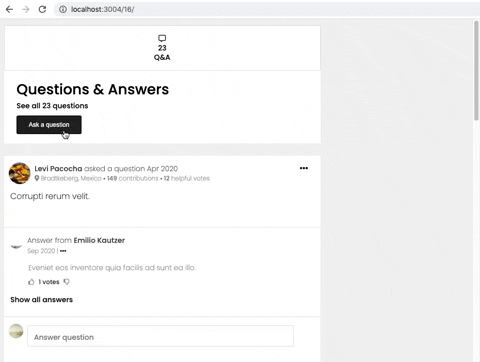 localhost:3004/16/
23
Q&A
Questions & Answers
See all 23 questions
Ask a question
Levi Pacocha asked a question Apr 2020
Bradtkeberg, Mexico • 149 contributions • 12 helpful votes
•••
Corrupti rerum velit.
Answer from Emilio Kautzer
Sep 2020 | •••
Eveniet eos inventore quia facilis ad sunt ea illo.
1 votes
Show all answers
Answer question